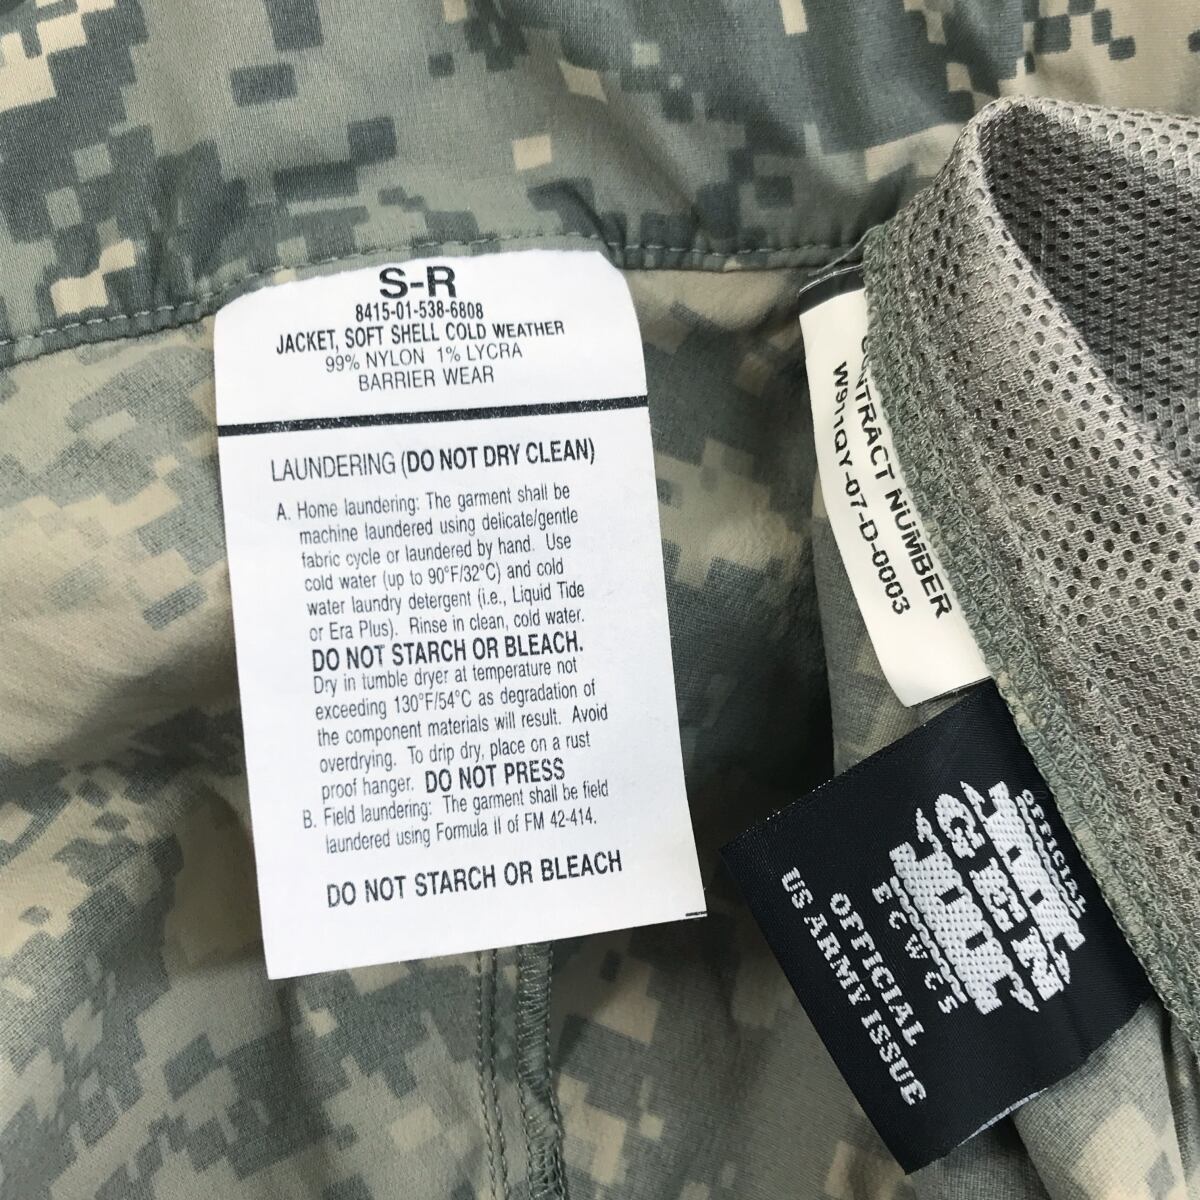 S-R
8415-01-538-6808
JACKET, SOFT SHELL COLD WEATHER
99% NYLON 1% LYCRA
BARRIER WEAR
LAUNDERING (DO NOT DRY CLEAN)
A. Home laundering: The garment shall be
machine laundered using delicate/gentle
fabric cycle or laundered by hand. Use
cold water (up to 90°F/32°C) and cold
water laundry detergent (i.e., Liquid Tide
or Era Plus). Rinse in clean, cold water.
DO NOT STARCH OR BLEACH.
Dry in tumble dryer at temperature not
exceeding 130°F/54°C as degradation of
the component materials will result. Avoid
overdrying. To drip dry, place on a rust
proof hanger. DO NOT PRESS
B. Field laundering: The garment shall be field
laundered using Formula II of FM 42-414.
DO NOT STARCH OR BLEACH
CONTRACT NUMBER
W911QY-07-D-0003
OFFICIAL
GEN
ECWCS
OFFICIAL
US ARMY ISSUE